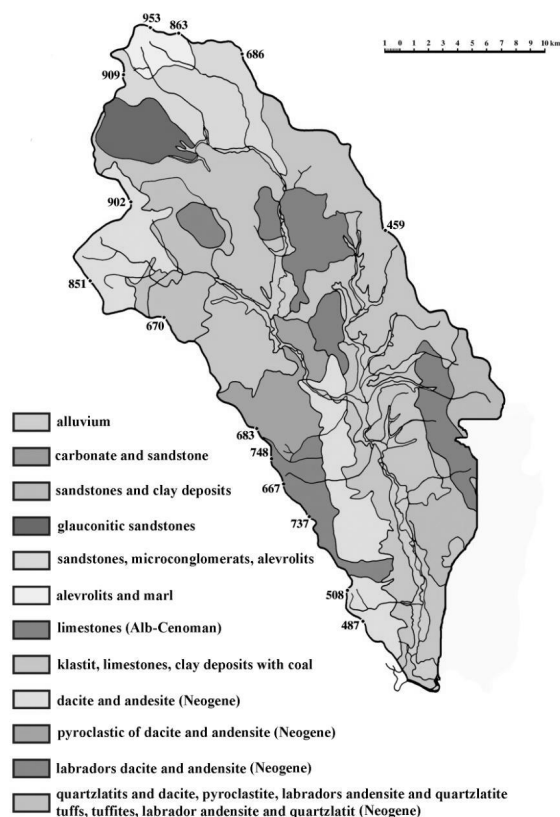 953
863
686
909
1 0 1 2 3 4 5 6 7 8 9 10 km
902
459
851
670
683
748
667
737
508
487
alluvium
carbonate and sandstone
sandstones and clay deposits
glauconitic sandstones
sandstones, microconglomerats, alevrolits
alevrolits and marl
limestones (Alb-Cenoman)
klastit, limestones, clay deposits with coal
dacite and andesite (Neogene)
pyroclastic of dacite and andensite (Neogene)
labradors dacite and andensite (Neogene)
quartzlatits and dacite, pyroclastite, labradors andensite and quartzlatite
tuffs, tuffites, labrador andensite and quartzlatit (Neogene)